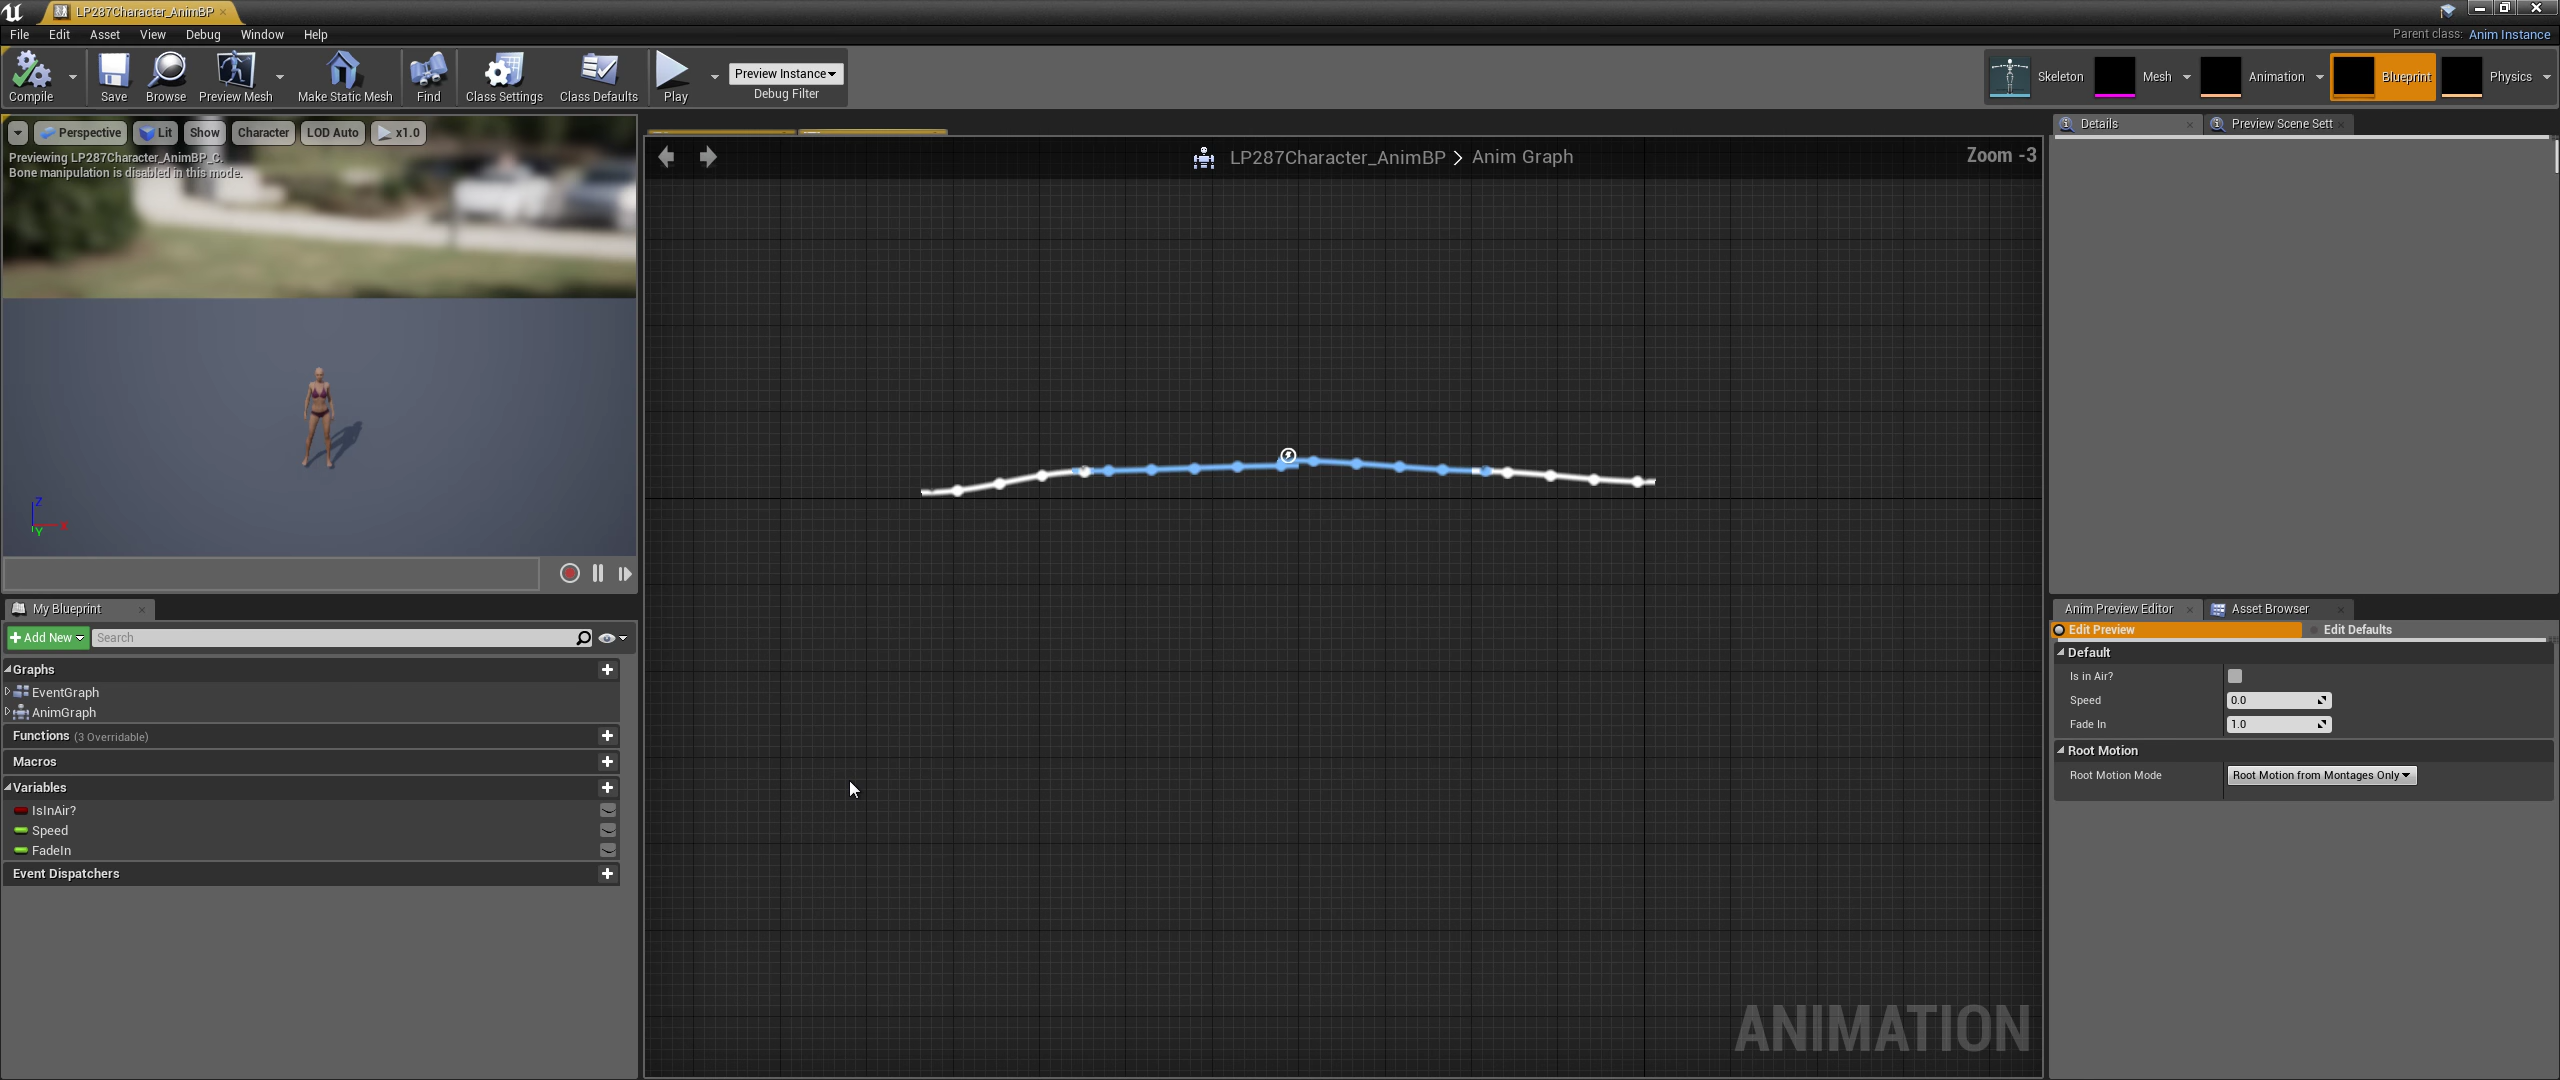 LP287Character_AnimBP
File Edit Asset View Debug Window Help
Parent class: Anim Instance
Compile Save Browse Preview Mesh Make Static Mesh Find Class Settings Class Defaults Play
Preview Instance
Debug Filter
Skeleton Mesh Animation Blueprint Physics
Perspective Lit Show Character LOD Auto x1.0
Previewing LP287Character_AnimBP_C.
Bone manipulation is disabled in this mode.
Z
X
Y
LP287Character_AnimBP > Anim Graph
Zoom -3
ANIMATION
My Blueprint
Add New Search
Graphs
EventGraph
AnimGraph
Functions (3 Overridable)
Macros
Variables
IsInAir?
Speed
FadeIn
Event Dispatchers
Details Preview Scene Sett
Anim Preview Editor Asset Browser
Edit Preview Edit Defaults
Default
Is in Air?
Speed 0.0
Fade In 1.0
Root Motion
Root Motion Mode Root Motion from Montages Only